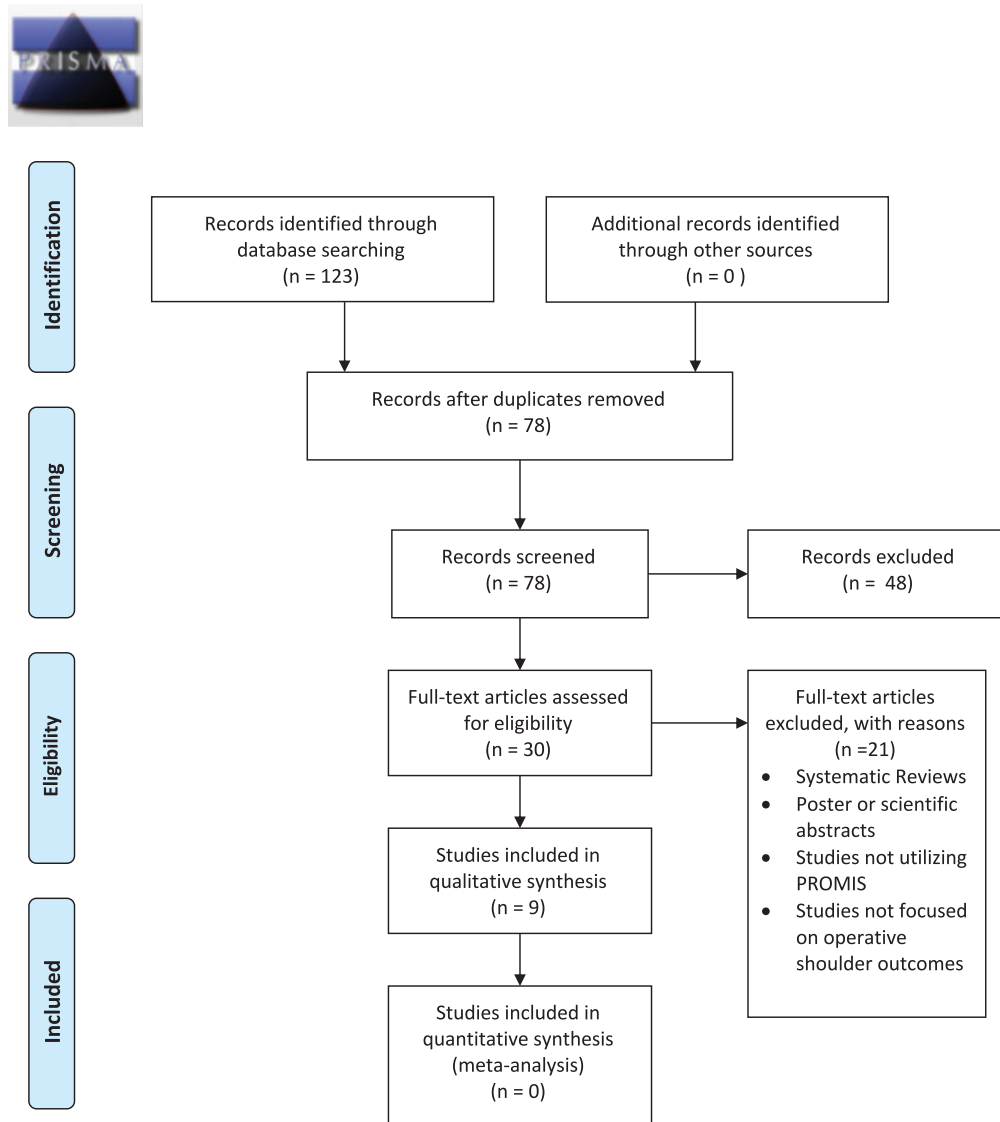 PRISMA
Identification
Records identified through
database searching
(n = 123)
Additional records identified
through other sources
(n = 0 )
Records after duplicates removed
(n = 78)
Screening
Records screened
(n = 78)
Records excluded
(n = 48)
Eligibility
Full-text articles assessed
for eligibility
(n = 30)
Full-text articles
excluded, with reasons
(n =21)
• Systematic Reviews
• Poster or scientific
abstracts
• Studies not utilizing
PROMIS
• Studies not focused
on operative
shoulder outcomes
Studies included in
qualitative synthesis
(n = 9)
Included
Studies included in
quantitative synthesis
(meta-analysis)
(n = 0)